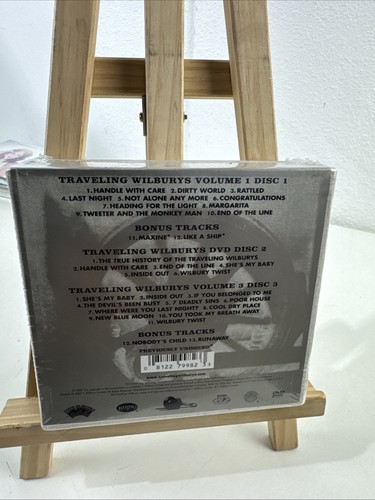 TRAVELING WILBURYS VOLUME 1 DISC 1
1.HANDLE WITH CARE 2.DIRTY WORLD 3.RATTLED
4.LAST NIGHT 5.NOT ALONE ANY MORE 6.CONGRATULATIONS
7.HEADING FOR THE LIGHT 8.MARGARITA
9.TWEETER AND THE MONKEY MAN 10.END OF THE LINE
BONUS TRACKS
11.MAXINE* 12.LIKE A SHIP*
TRAVELING WILBURYS DVD DISC 2
1.THE TRUE HISTORY OF THE TRAVELING WILBURYS
2.HANDLE WITH CARE 3.END OF THE LINE 4.SHE'S MY BABY
5.INSIDE OUT 6.WILBURY TWIST
TRAVELING WILBURYS VOLUME 3 DISC 3
1.SHE'S MY BABY 2.INSIDE OUT 3.IF YOU BELONGED TO ME
4.THE DEVIL'S BEEN BUSY 5.7 DEADLY SINS 6.POOR HOUSE
7.WHERE WERE YOU LAST NIGHT? 8.COOL DRY PLACE
9.NEW BLUE MOON 10.YOU TOOK MY BREATH AWAY
11.WILBURY TWIST
BONUS TRACKS
12.NOBODY'S CHILD 13.RUNAWAY
*PREVIOUSLY UNISSUED
8 81227 99823